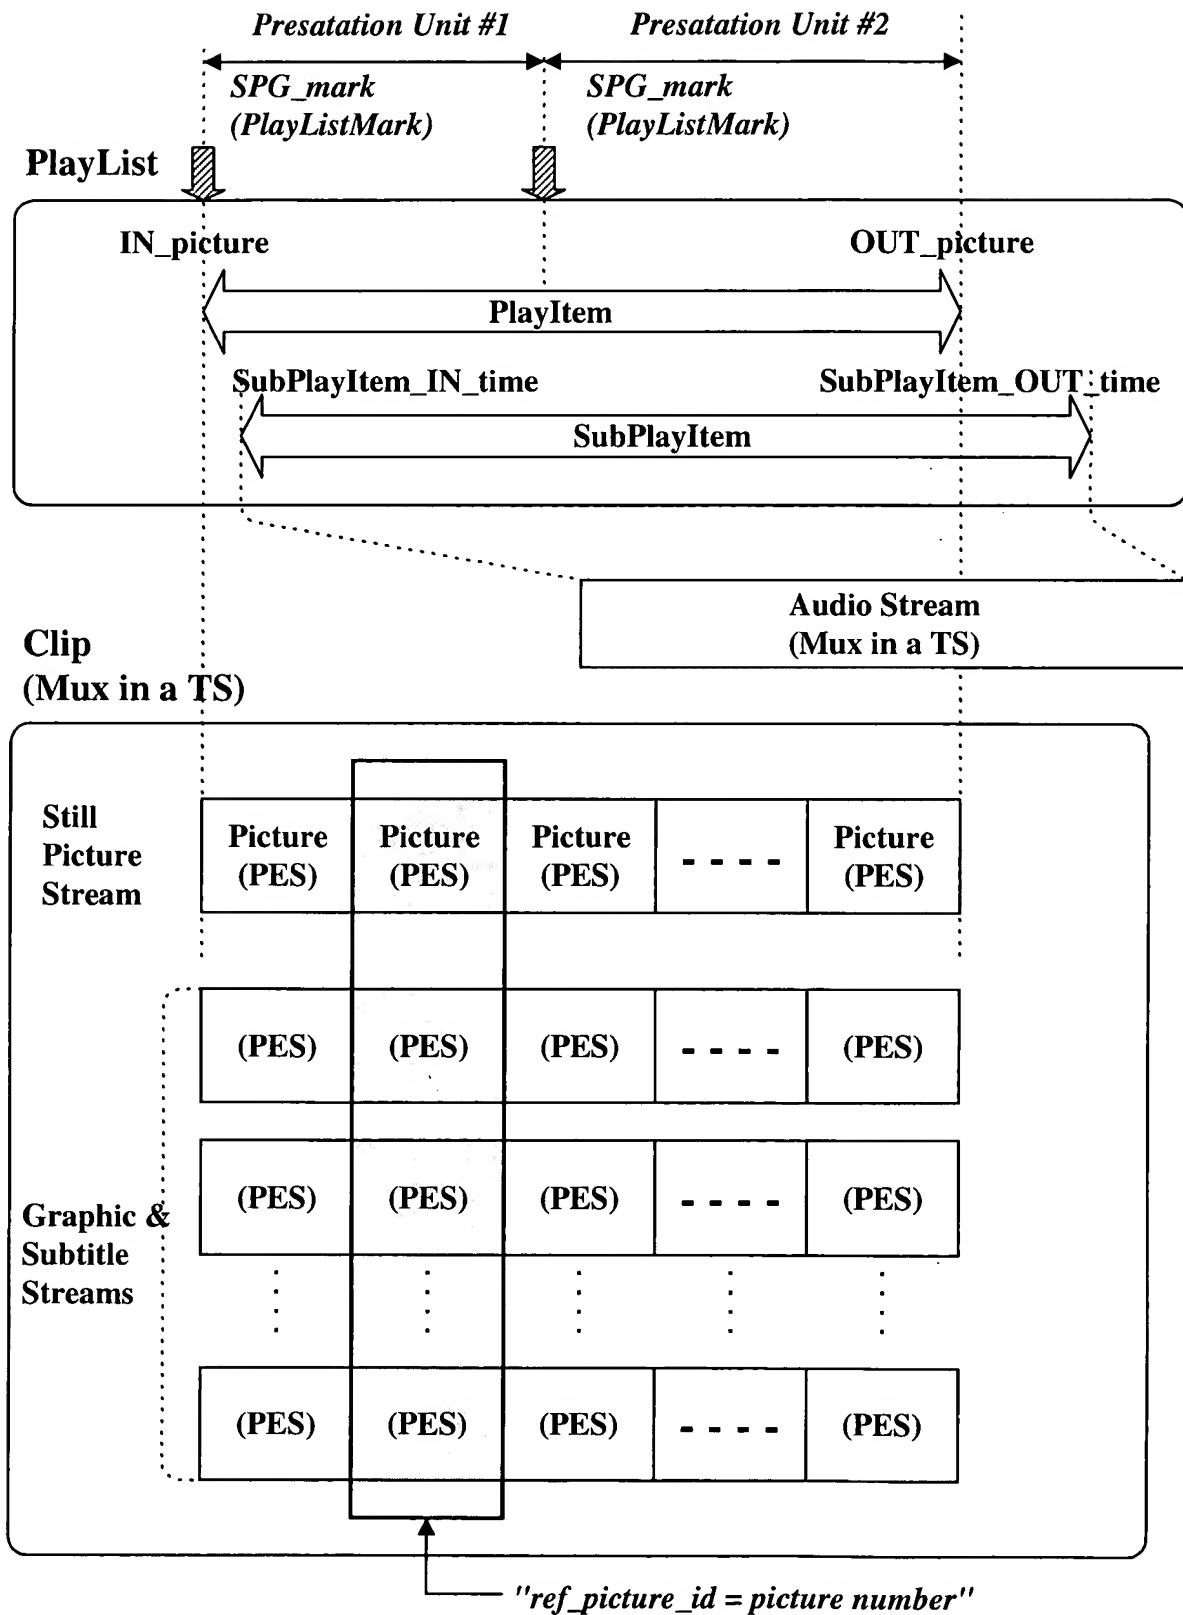 Presatation Unit #1
Presatation Unit #2
SPG_mark
(PlayListMark)
SPG_mark
(PlayListMark)
PlayList
IN_picture
OUT_picture
PlayItem
SubPlayItem_IN_time
SubPlayItem_OUT_time
SubPlayItem
Audio Stream
(Mux in a TS)
Clip
(Mux in a TS)
Still
Picture
Stream
Picture
(PES)
Picture
(PES)
Picture
(PES)
- - - -
Picture
(PES)
(PES)
(PES)
(PES)
- - - -
(PES)
(PES)
(PES)
(PES)
- - - -
(PES)
Graphic &
Subtitle
Streams
(PES)
(PES)
(PES)
- - - -
(PES)
"ref_picture_id = picture number"